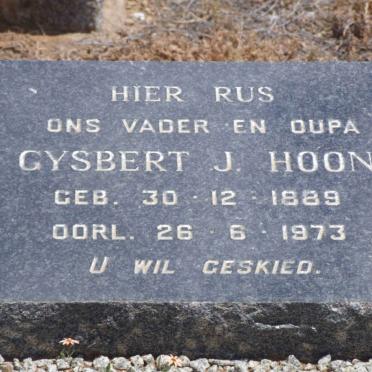 HIER RUS
ONS VADER EN OUPA
GYSBERT J. HOON
GEB. 30 · 12 · 1889
OORL. 26 · 6 · 1973
U WIL GESKIED.